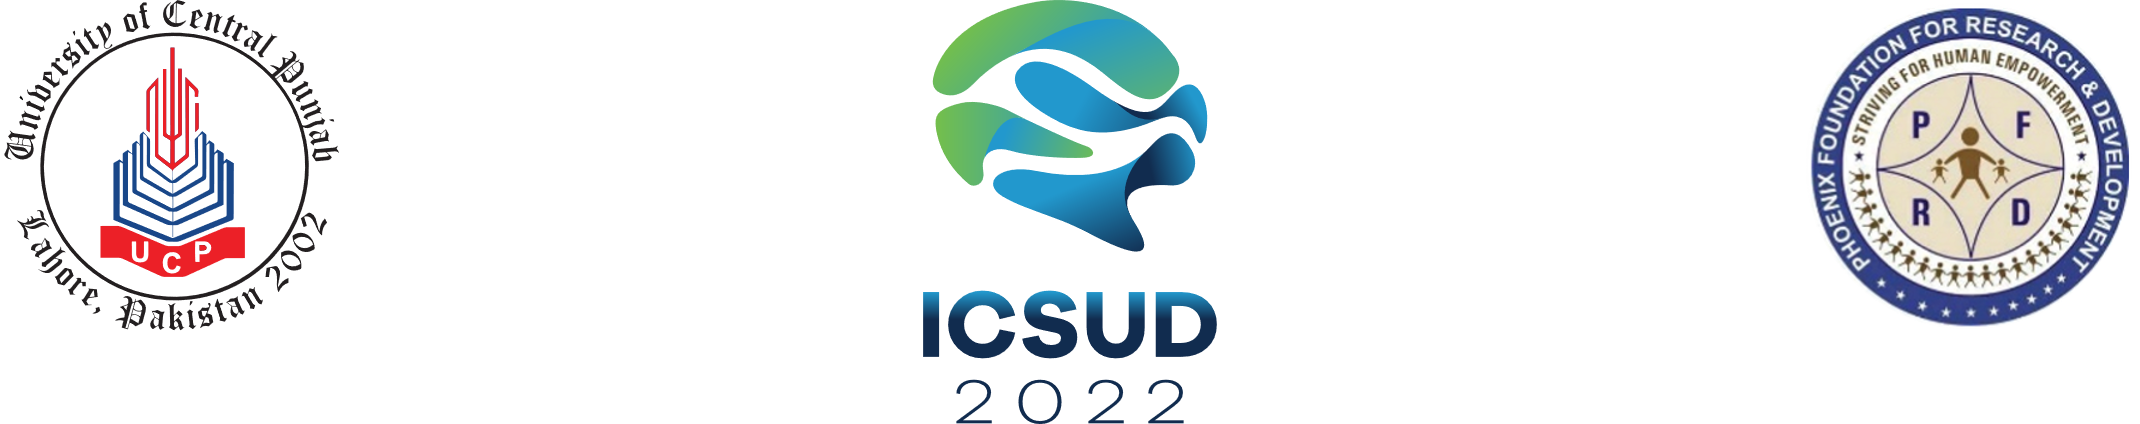 University of Central Punjab
Lahore, Pakistan 2002
UCP
ICSUD
2022
PHOENIX FOUNDATION FOR RESEARCH & DEVELOPMENT
STRIVING FOR HUMAN EMPOWERMENT
P F
R D